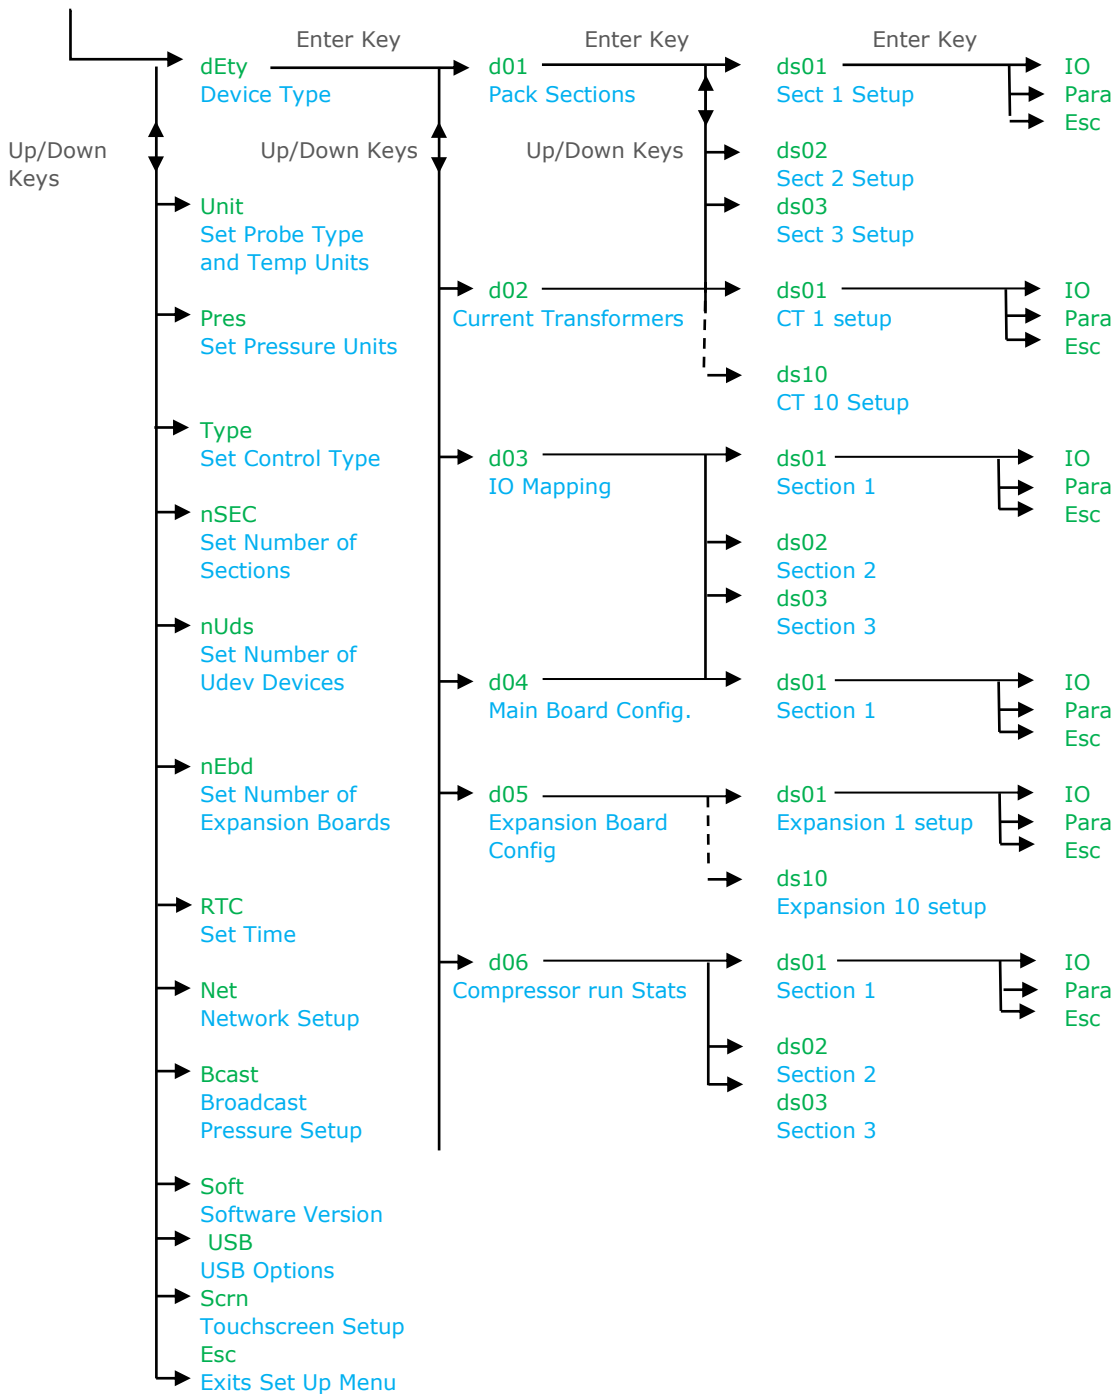 Enter Key
Enter Key
Enter Key
dEty
Device Type
d01
Pack Sections
ds01
Sect 1 Setup
IO
Para
Esc
Up/Down
Keys
Up/Down Keys
Up/Down Keys
ds02
Sect 2 Setup
ds03
Sect 3 Setup
Unit
Set Probe Type
and Temp Units
d02
Current Transformers
ds01
CT 1 setup
IO
Para
Esc
Pres
Set Pressure Units
ds10
CT 10 Setup
Type
Set Control Type
d03
IO Mapping
ds01
Section 1
IO
Para
Esc
nSEC
Set Number of
Sections
ds02
Section 2
ds03
Section 3
nUds
Set Number of
Udev Devices
d04
Main Board Config.
ds01
Section 1
IO
Para
Esc
nEbd
Set Number of
Expansion Boards
d05
Expansion Board
Config
ds01
Expansion 1 setup
IO
Para
Esc
ds10
Expansion 10 setup
RTC
Set Time
d06
Compressor run Stats
ds01
Section 1
IO
Para
Esc
Net
Network Setup
ds02
Section 2
ds03
Section 3
Bcast
Broadcast
Pressure Setup
Soft
Software Version
USB
USB Options
Scrn
Touchscreen Setup
Esc
Exits Set Up Menu